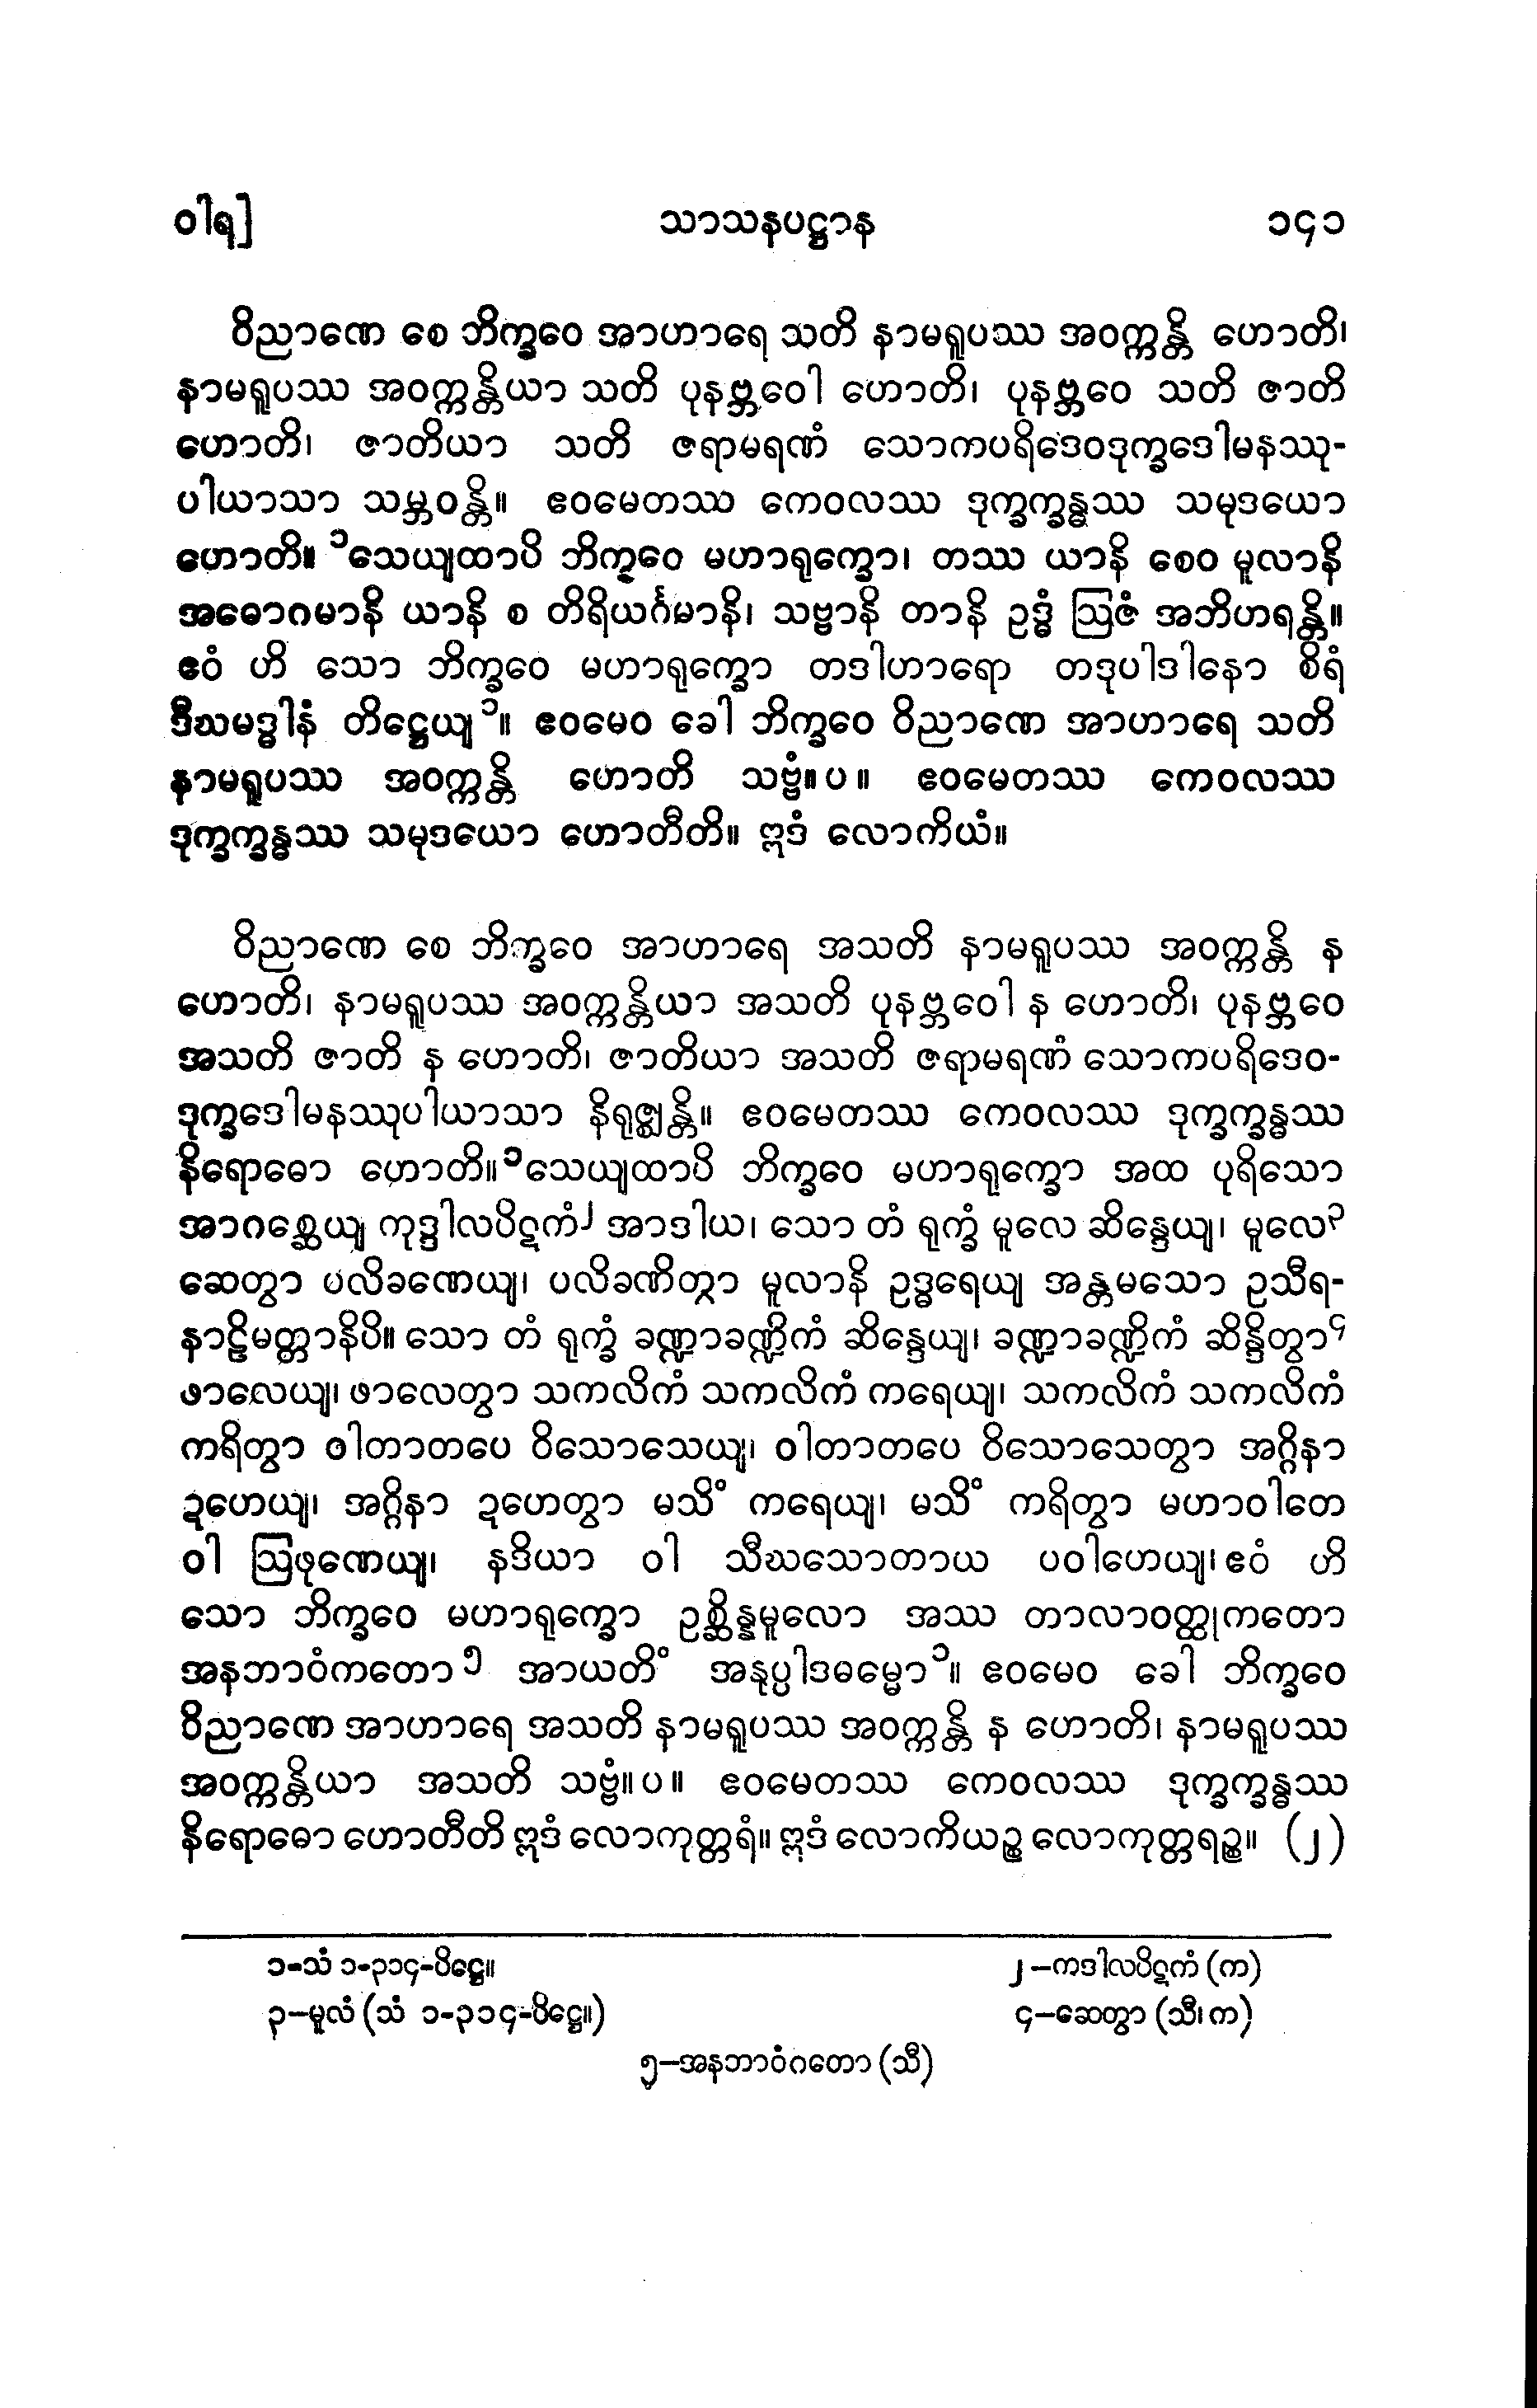 ဝါရ] သာသနပဋ္ဌာန ၁၄၁
ဝိညာဏေ စေ ဘိက္ခဝေ အာဟာရေ သတိ နာမရူပဿ အဝက္ကန္တိ ဟောတိ၊
နာမရူပဿ အဝက္ကန္တိယာ သတိ ပုနဗ္ဘဝေါ ဟောတိ၊ ပုနဗ္ဘဝေ သတိ ဇာတိ
ဟောတိ၊ ဇာတိယာ သတိ ဇရာမရဏံ သောကပရိဒေဝဒုက္ခဒေါမနဿု-
ပါယာသာ သမ္ဘဝန္တိ။ ဧဝမေတဿ ကေဝလဿ ဒုက္ခက္ခန္ဓဿ သမုဒယော
ဟောတိ။ ၁သေယျထာပိ ဘိက္ခဝေ မဟာရုက္ခော၊ တဿ ယာနိ စေဝ မူလာနိ
အဓောဂမာနိ ယာနိ စ တိရိယင်္ဂမာနိ၊ သဗ္ဗာနိ တာနိ ဥဒ္ဓံ ဩဇံ အဘိဟရန္တိ။
ဧဝံ ဟိ သော ဘိက္ခဝေ မဟာရုက္ခော တဒါဟာရော တဒုပါဒါနော စိရံ
ဒီဃမဒ္ဓါနံ တိဋ္ဌေယျ၁။ ဧဝမေဝ ခေါ ဘိက္ခဝေ ဝိညာဏေ အာဟာရေ သတိ
နာမရူပဿ အဝက္ကန္တိ ဟောတိ သဗ္ဗံ။ ပ။ ဧဝမေတဿ ကေဝလဿ
ဒုက္ခက္ခန္ဓဿ သမုဒယော ဟောတီတိ။ ဣဒံ လောကိယံ။
ဝိညာဏေ စေ ဘိက္ခဝေ အာဟာရေ အသတိ နာမရူပဿ အဝက္ကန္တိ န
ဟောတိ၊ နာမရူပဿ အဝက္ကန္တိယာ အသတိ ပုနဗ္ဘဝေါ န ဟောတိ၊ ပုနဗ္ဘဝေ
အသတိ ဇာတိ န ဟောတိ၊ ဇာတိယာ အသတိ ဇရာမရဏံ သောကပရိဒေဝ-
ဒုက္ခဒေါမနဿုပါယာသာ နိရုဇ္ဈန္တိ။ ဧဝမေတဿ ကေဝလဿ ဒုက္ခက္ခန္ဓဿ
နိရောဓော ဟောတိ။ ၁သေယျထာပိ ဘိက္ခဝေ မဟာရုက္ခော အထ ပုရိသော
အာဂစ္ဆေယျ ကုဒ္ဒါလပိဋကံ၂ အာဒါယ၊ သော တံ ရုက္ခံ မူလေ ဆိန္ဒေယျ၊ မူလေ၃
ဆေတွာ ပလိခဏေယျ၊ ပလိခဏိတွာ မူလာနိ ဥဒ္ဓရေယျ အန္တမသော ဥသီရ-
နာဠိမတ္တာနိပိ။ သော တံ ရုက္ခံ ခဏ္ဍာခဏ္ဍိကံ ဆိန္ဒေယျ၊ ခဏ္ဍာခဏ္ဍိကံ ဆိန္ဒိတွာ၄
ဖာလေယျ၊ ဖာလေတွာ သကလိကံ သကလိကံ ကရေယျ၊ သကလိကံ သကလိကံ
ကရိတွာ ဝါတာတပေ ဝိသောသေယျ၊ ဝါတာတပေ ဝိသောသေတွာ အဂ္ဂိနာ
ဍဟေယျ၊ အဂ္ဂိနာ ဍဟေတွာ မသိံ ကရေယျ၊ မသိံ ကရိတွာ မဟာဝါတေ
ဝါ ဩဖုဏေယျ၊ နဒိယာ ဝါ သီဃသောတာယ ပဝါဟေယျ၊ ဧဝံ ဟိ
သော ဘိက္ခဝေ မဟာရုက္ခော ဥစ္ဆိန္နမူလော အဿ တာလာဝတ္ထုကတော
အနဘာဝံကတော၅ အာယတိံ အနုပ္ပါဒဓမ္မော၁။ ဧဝမေဝ ခေါ ဘိက္ခဝေ
ဝိညာဏေ အာဟာရေ အသတိ နာမရူပဿ အဝက္ကန္တိ န ဟောတိ၊ နာမရူပဿ
အဝက္ကန္တိယာ အသတိ သဗ္ဗံ။ ပ။ ဧဝမေတဿ ကေဝလဿ ဒုက္ခက္ခန္ဓဿ
နိရောဓော ဟောတီတိ ဣဒံ လောကုတ္တရံ။ ဣဒံ လောကိယဉ္စ လောကုတ္တရဉ္စ။ (၂)
၁-သံ ၁-၃၁၄-ပိဋ္ဌေ။ ၂-ကဒါလပိဋကံ (က)
၃-မူလံ (သံ ၁-၃၁၄-ပိဋ္ဌေ။) ၄-ဆေတွာ (သီ၊ က)
၅-အနဘာဝံဂတော (သီ)